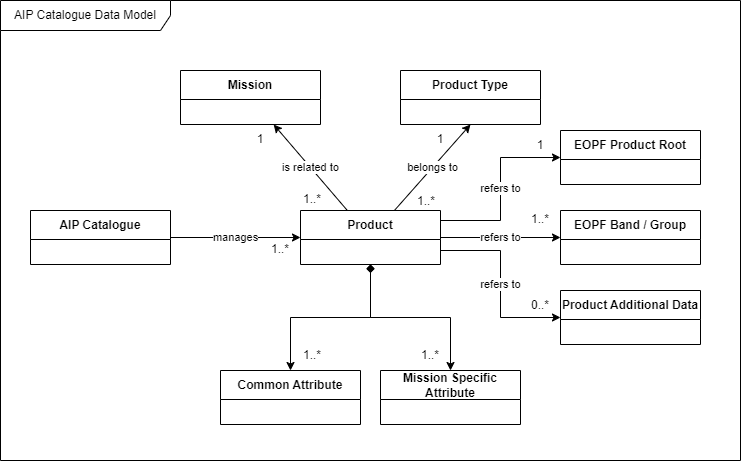 AIP Catalogue Data Model
Mission
Product Type
1
1
1
EOPF Product Root
is related to
belongs to
refers to
1..*
1..*
AIP Catalogue
manages
1..*
Product
refers to
1..*
EOPF Band / Group
refers to
0..*
Product Additional Data
1..*
1..*
Common Attribute
Mission Specific
Attribute